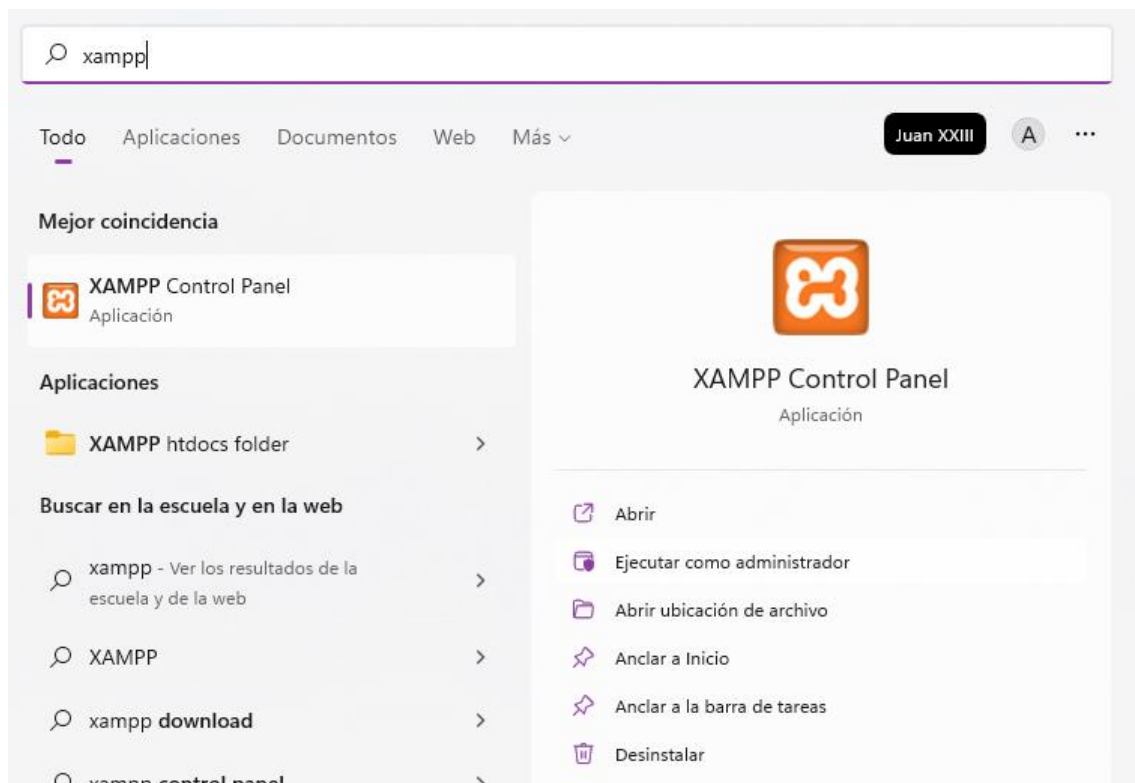 xampp
Todo Aplicaciones Documentos Web Más
Juan XXIII
A
Mejor coincidencia
XAMPP Control Panel
Aplicación
Aplicaciones
XAMPP htdocs folder
Buscar en la escuela y en la web
xampp - Ver los resultados de la
escuela y de la web
XAMPP
xampp download
xampp control panel
XAMPP Control Panel
Aplicación
Abrir
Ejecutar como administrador
Abrir ubicación de archivo
Anclar a Inicio
Anclar a la barra de tareas
Desinstalar